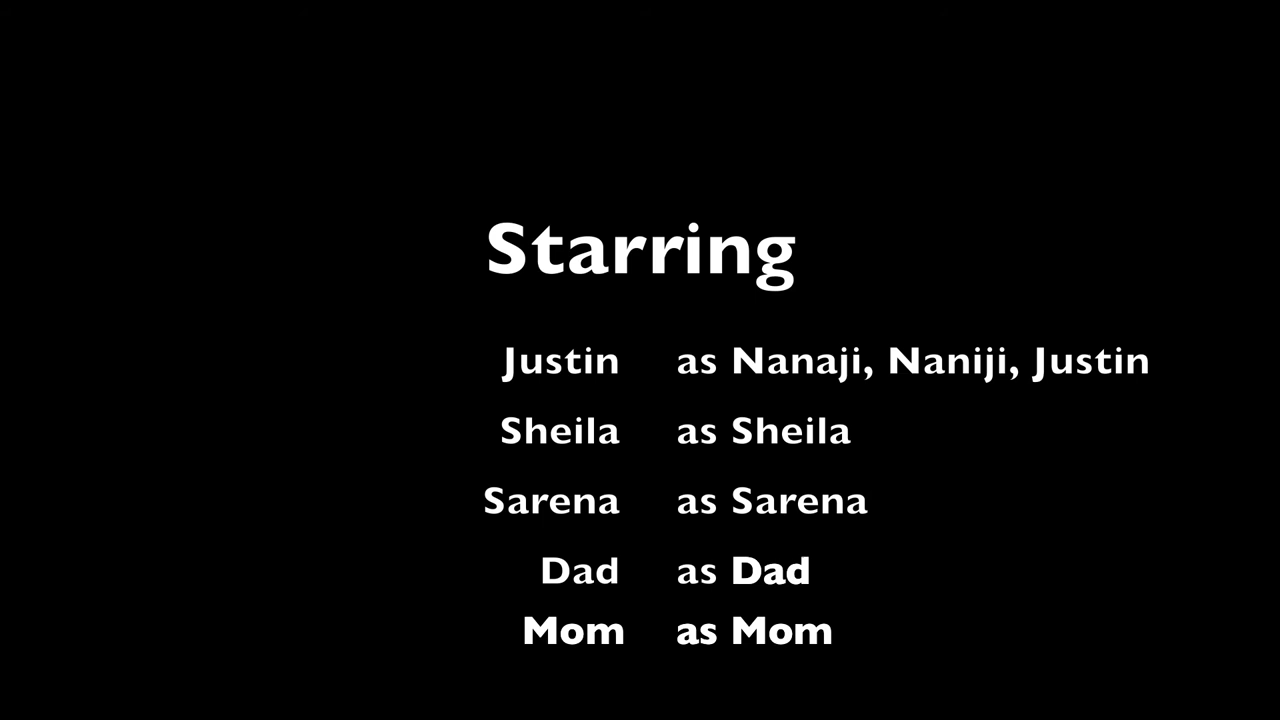 Starring
Justin as Nanaji, Naniji, Justin
Sheila as Sheila
Sarena as Sarena
Dad as Dad
Mom as Mom